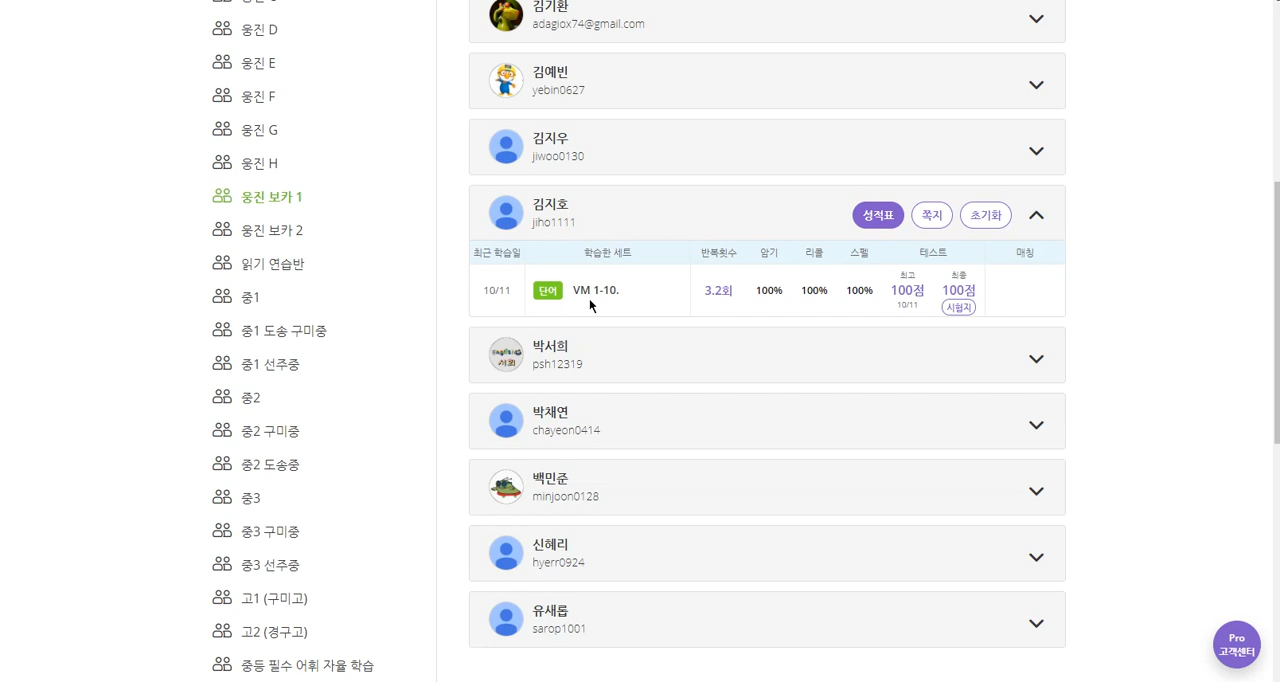 웅진 D
웅진 E
웅진 F
웅진 G
웅진 H
웅진 보카 1
웅진 보카 2
읽기 연습반
중1
중1 도송 구미중
중1 선주중
중2
중2 구미중
중2 도송중
중3
중3 구미중
중3 선주중
고1 (구미고)
고2 (경구고)
중등 필수 어휘 자율 학습
김기환
adagiox74@gmail.com
김예빈
yebin0627
김지우
jiwoo0130
김지호
jiho1111
성적표 쪽지 초기화
최근 학습일 학습한 세트 반복횟수 암기 리콜 스펠 테스트 매칭
10/11 단어 VM 1-10. 3.2회 100% 100% 100%
최고 최종
100점 100점
10/11 시험지
박서희
psh12319
박채연
chayeon0414
백민준
minjoon0128
신혜리
hyerr0924
유새롭
sarop1001
Pro
고객센터